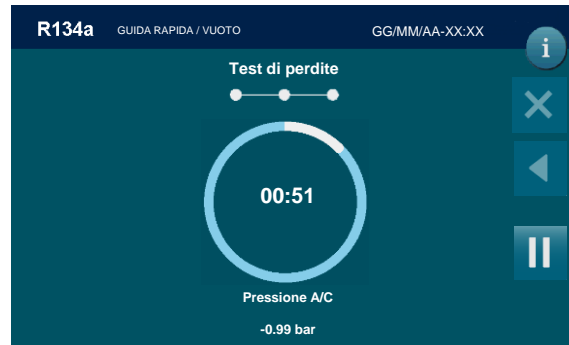 R134a GUIDA RAPIDA / VUOTO GG/MM/AA-XX:XX
i
Test di perdite
00:51
Pressione A/C
-0.99 bar